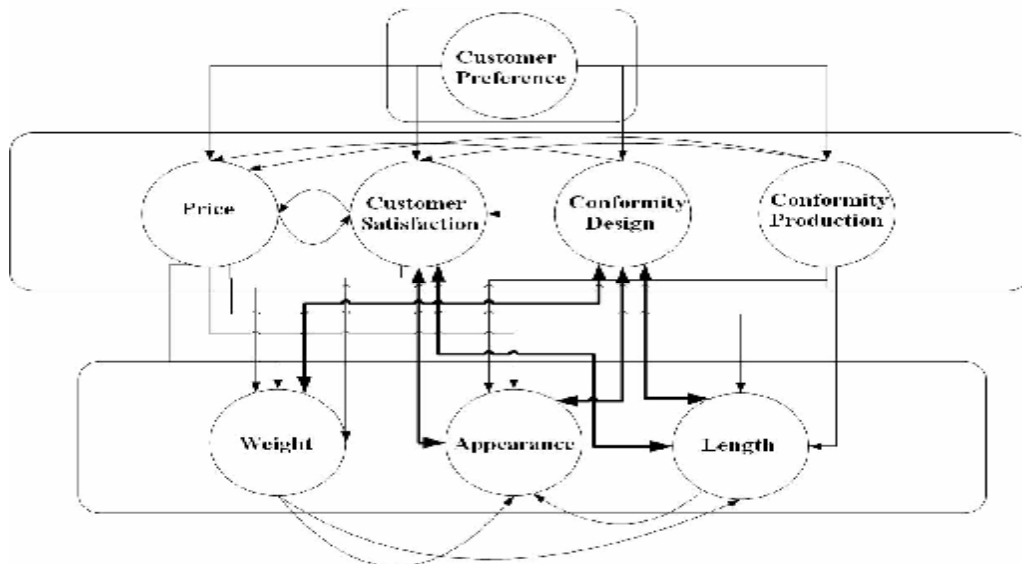 Customer
Preference
Price
Customer
Satisfaction
Conformity
Design
Conformity
Production
Weight
Appearance
Length